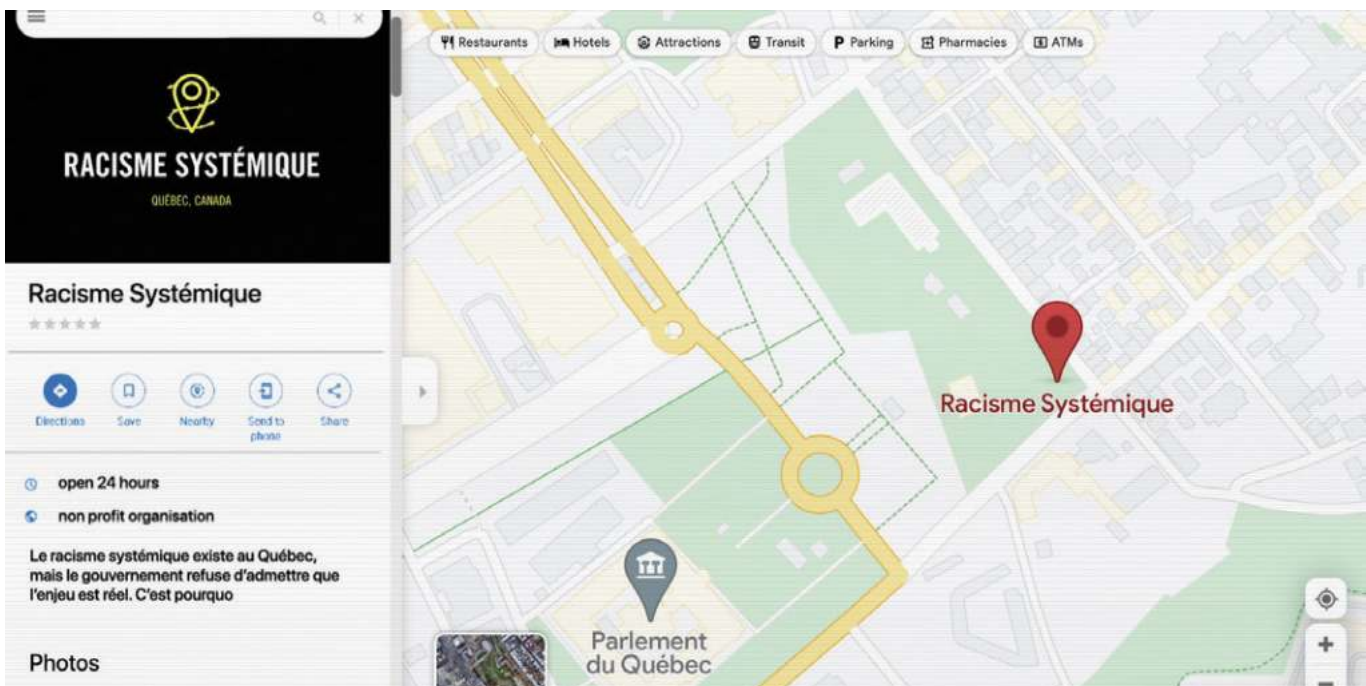 RACISME SYSTÉMIQUE
QUÉBEC, CANADA
Racisme Systémique
Directions
Save
Nearby
Send to
phone
Share
open 24 hours
non profit organisation
Le racisme systémique existe au Québec,
mais le gouvernement refuse d'admettre que
l'enjeu est réel. C'est pourquo
Photos
Restaurants
Hotels
Attractions
Transit
P Parking
Pharmacies
ATMs
Racisme Systémique
Parlement
du Québec